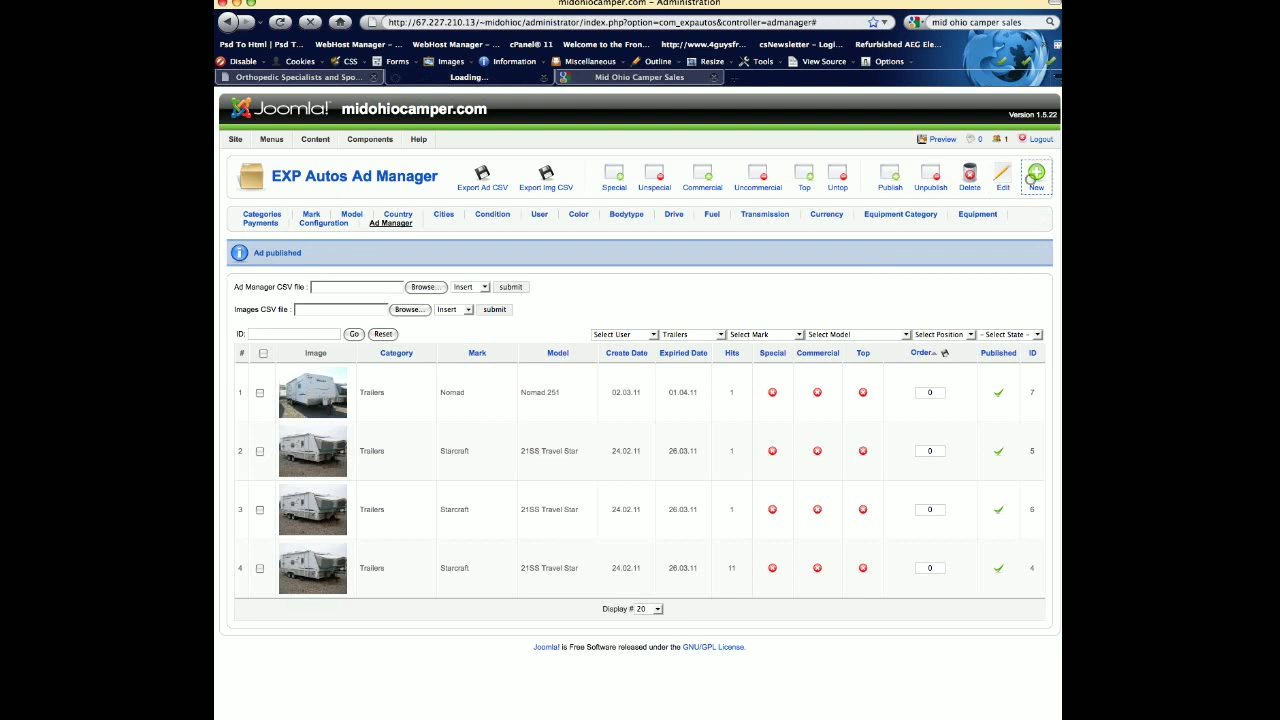 midohiocamper.com - Administration
http://67.227.210.13/~midohioc/administrator/index.php?option=com_expautos&controller=admanager#
mid ohio camper sales
Psd To Html | Psd T... WebHost Manager – ... WebHost Manager – ... cPanel® 11 Welcome to the Fron... http://www.4guysfr... csNewsletter – Logi... Refurbished AEG Ele...
Disable Cookies CSS Forms Images Information Miscellaneous Outline Resize Tools View Source Options
Orthopedic Specialists and Spo... Loading... Mid Ohio Camper Sales
Joomla! midohiocamper.com
Version 1.5.22
Site Menus Content Components Help Preview 0 1 Logout
EXP Autos Ad Manager
Export Ad CSV Export Img CSV Special Unspecial Commercial Uncommercial Top Untop Publish Unpublish Delete Edit New
Categories Mark Model Country Cities Condition User Color Bodytype Drive Fuel Transmission Currency Equipment Category Equipment
Payments Configuration Ad Manager
Ad published
Ad Manager CSV file : Browse... Insert submit
Images CSV file : Browse... Insert submit
ID: Go Reset Select User Trailers Select Mark Select Model Select Position - Select State -
# Image Category Mark Model Create Date Expiried Date Hits Special Commercial Top Order Published ID
1 Trailers Nomad Nomad 251 02.03.11 01.04.11 1 0 7
2 Trailers Starcraft 21SS Travel Star 24.02.11 26.03.11 1 0 5
3 Trailers Starcraft 21SS Travel Star 24.02.11 26.03.11 1 0 6
4 Trailers Starcraft 21SS Travel Star 24.02.11 26.03.11 11 0 4
Display # 20
Joomla! is Free Software released under the GNU/GPL License.